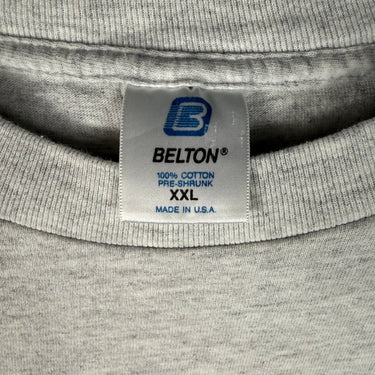 B
BELTON®
100% COTTON
PRE-SHRUNK
XXL
MADE IN U.S.A.